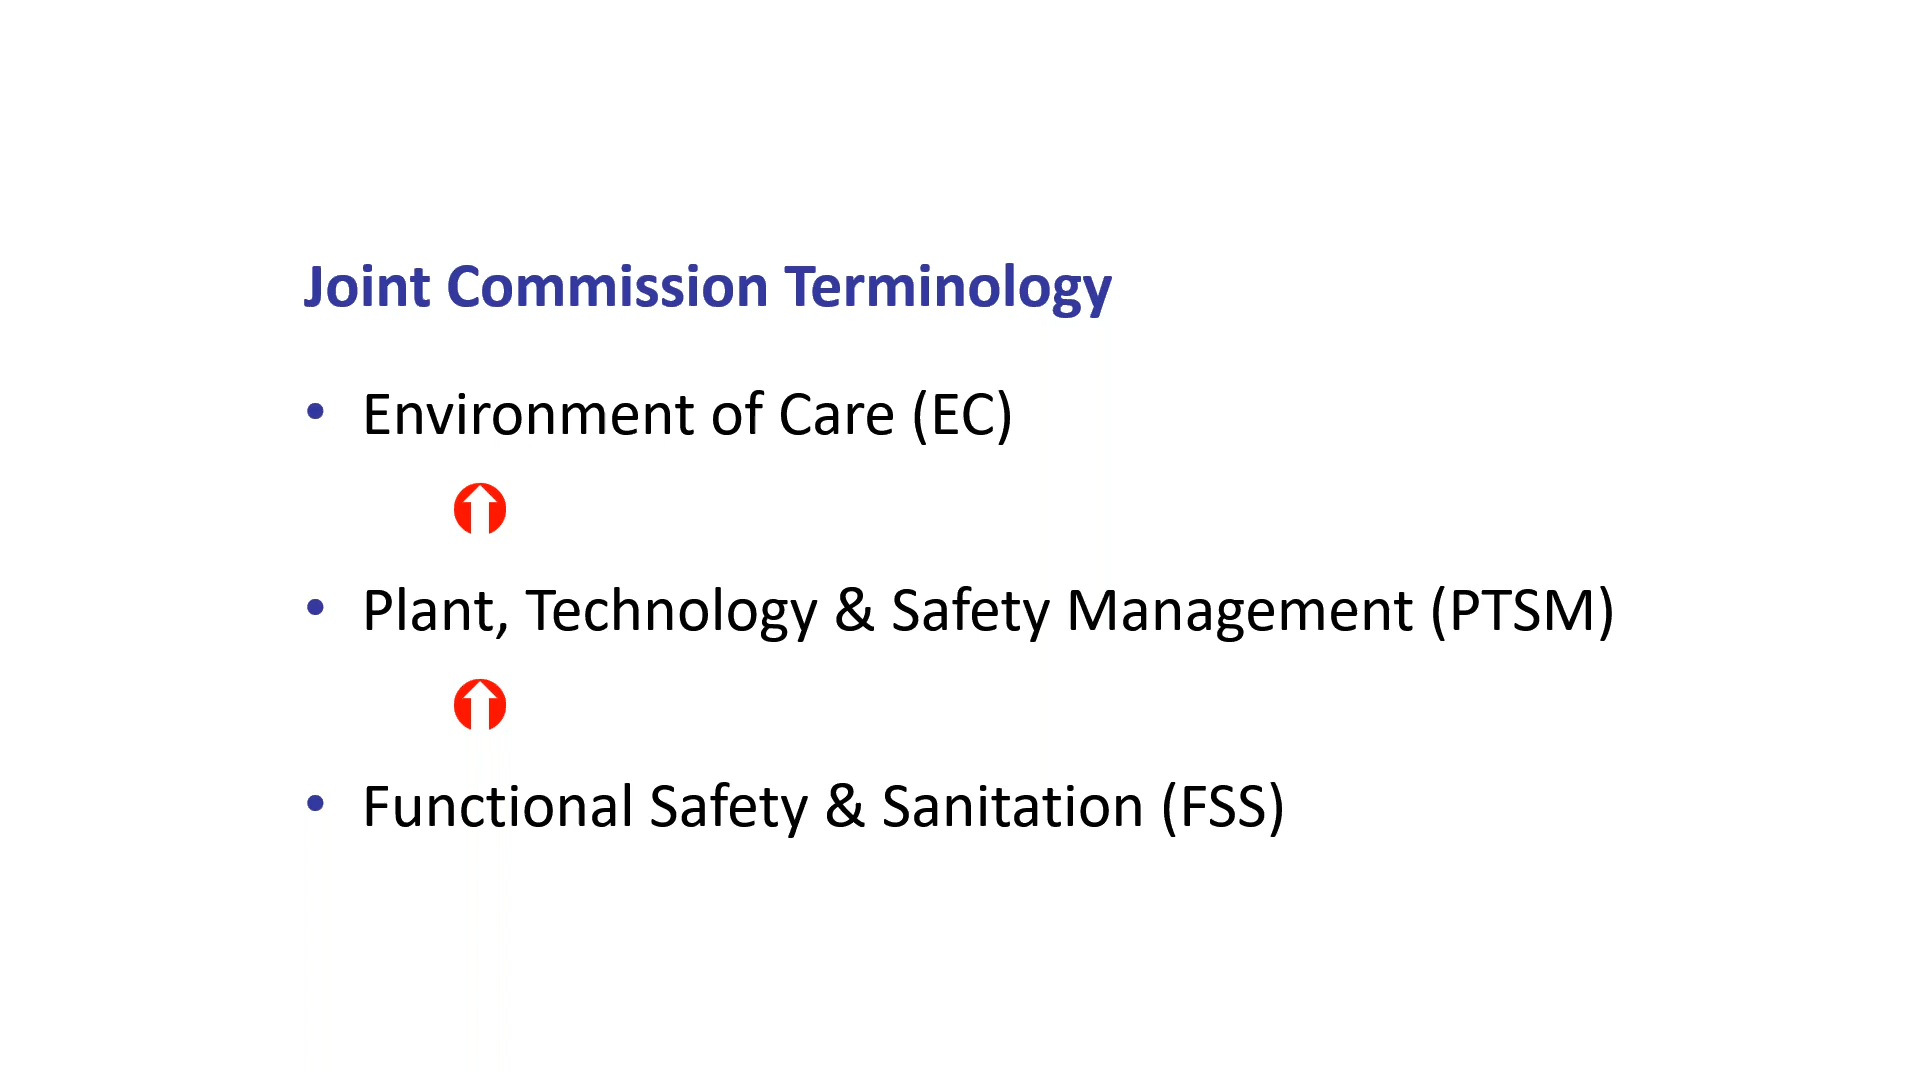 Joint Commission Terminology
• Environment of Care (EC)
• Plant, Technology & Safety Management (PTSM)
• Functional Safety & Sanitation (FSS)